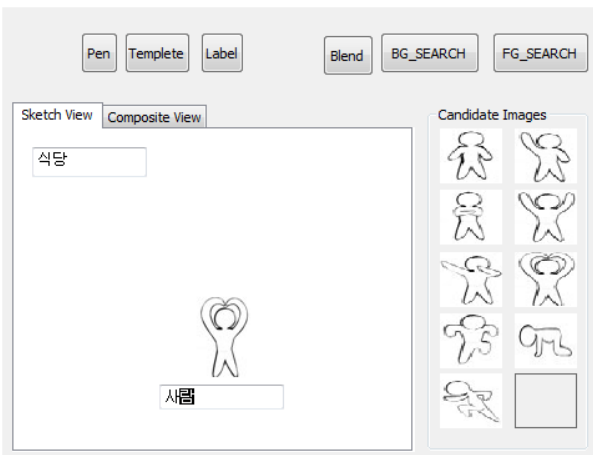 Pen Templete Label Blend BG_SEARCH FG_SEARCH
Sketch View Composite View
Candidate Images
식당
사람